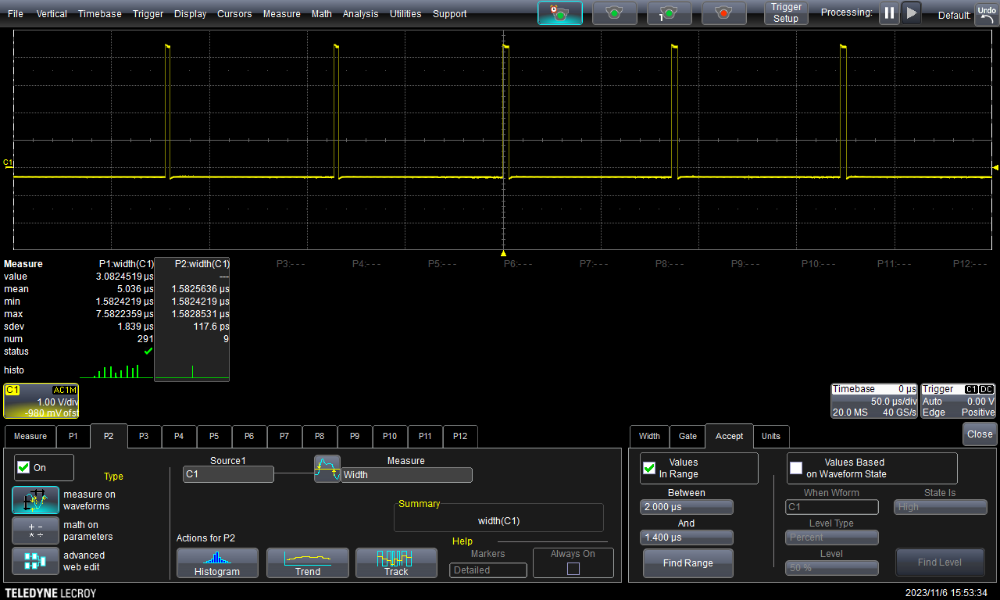 File Vertical Timebase Trigger Display Cursors Measure Math Analysis Utilities Support
1
Trigger Setup
Processing:
Default:
Undo
C1
Measure P1:width(C1) P2:width(C1) P3:--- P4:--- P5:--- P6:--- P7:--- P8:--- P9:--- P10:--- P11:--- P12:---
value 3.0824519 µs ---
mean 5.036 µs 1.5825636 µs
min 1.5824219 µs 1.5824219 µs
max 7.5822359 µs 1.5828531 µs
sdev 1.839 µs 117.6 ps
num 291 9
status
histo
C1 AC1M
1.00 V/div
-980 mV ofst
Timebase 0 µs
50.0 µs/div
20.0 MS 40 GS/s
Trigger C1 DC
Auto 0.00 V
Edge Positive
Measure P1 P2 P3 P4 P5 P6 P7 P8 P9 P10 P11 P12
On
Type
measure on
waveforms
math on
parameters
advanced
web edit
Source1
C1
Measure
Width
Summary
width(C1)
Actions for P2
Histogram
Trend
Track
Help
Markers
Detailed
Always On
Width Gate Accept Units
Close
Values
In Range
Between
2.000 µs
And
1.400 µs
Find Range
Values Based
on Waveform State
When Wform
C1
State Is
High
Level Type
Percent
Level
50 %
Find Level
TELEDYNE LECROY
2023/11/6 15:53:34